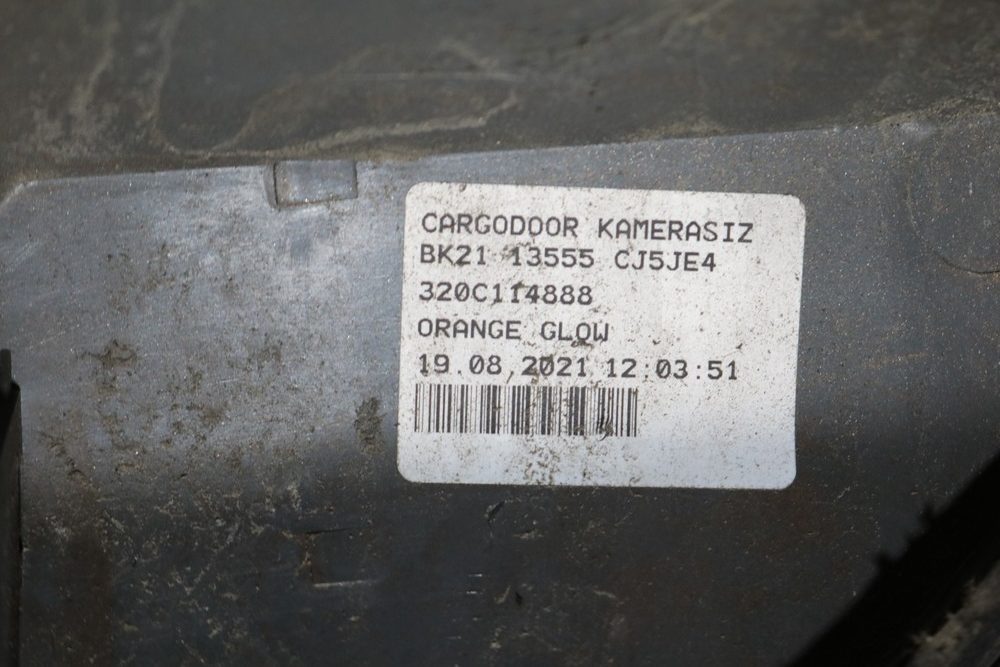 CARGODOOR KAMERASIZ
BK21 13555 CJ5JE4
320C114888
ORANGE GLOW
19.08.2021 12:03:51